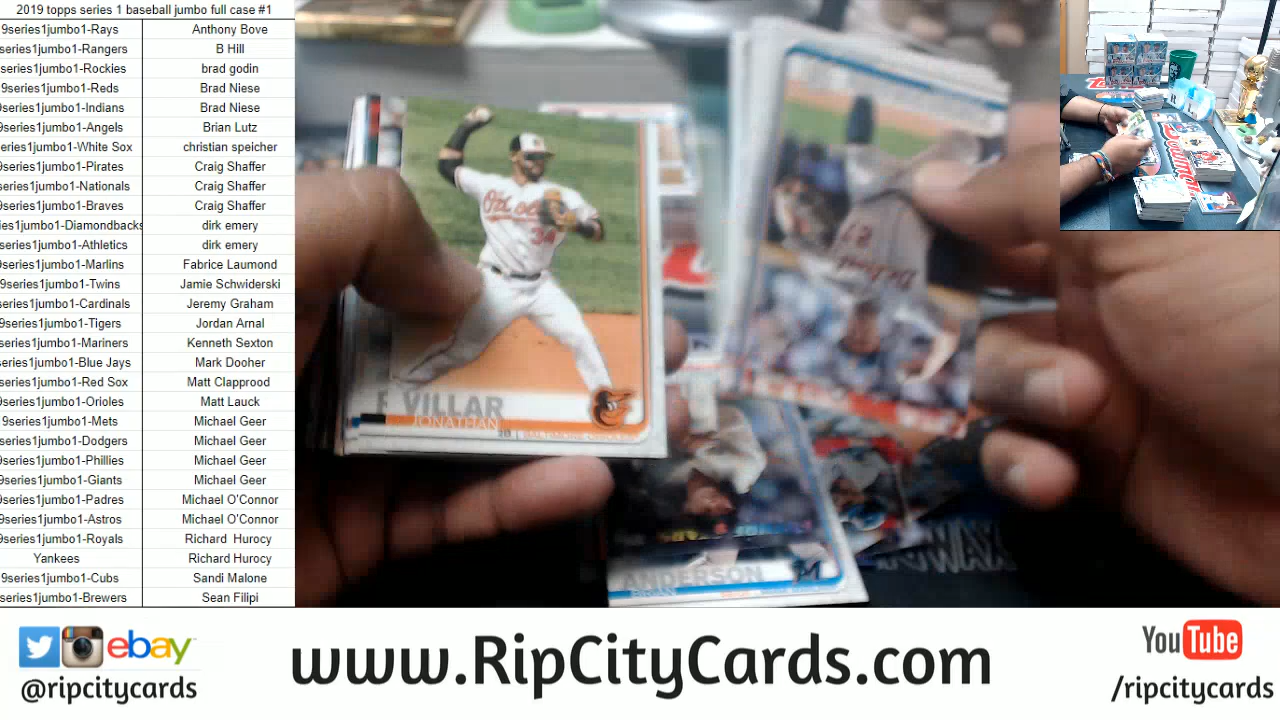 2019 topps series 1 baseball jumbo full case #1
9series1jumbo1-Rays Anthony Bove
series1jumbo1-Rangers B Hill
series1jumbo1-Rockies brad godin
9series1jumbo1-Reds Brad Niese
9series1jumbo1-Indians Brad Niese
9series1jumbo1-Angels Brian Lutz
eries1jumbo1-White Sox christian speicher
9series1jumbo1-Pirates Craig Shaffer
9series1jumbo1-Nationals Craig Shaffer
9series1jumbo1-Braves Craig Shaffer
ies1jumbo1-Diamondbacks dirk emery
series1jumbo1-Athletics dirk emery
9series1jumbo1-Marlins Fabrice Laumond
9series1jumbo1-Twins Jamie Schwiderski
series1jumbo1-Cardinals Jeremy Graham
9series1jumbo1-Tigers Jordan Arnal
series1jumbo1-Mariners Kenneth Sexton
series1jumbo1-Blue Jays Mark Dooher
series1jumbo1-Red Sox Matt Clapprood
series1jumbo1-Orioles Matt Lauck
9series1jumbo1-Mets Michael Geer
9series1jumbo1-Dodgers Michael Geer
9series1jumbo1-Phillies Michael Geer
9series1jumbo1-Giants Michael Geer
9series1jumbo1-Padres Michael O'Connor
9series1jumbo1-Astros Michael O'Connor
9series1jumbo1-Royals Richard Hurocy
Yankees Richard Hurocy
9series1jumbo1-Cubs Sandi Malone
series1jumbo1-Brewers Sean Filipi
VILLAR
JONATHAN
ANDERSON
BRIAN
ebay
@ripcitycards
www.RipCityCards.com
YouTube
/ripcitycards